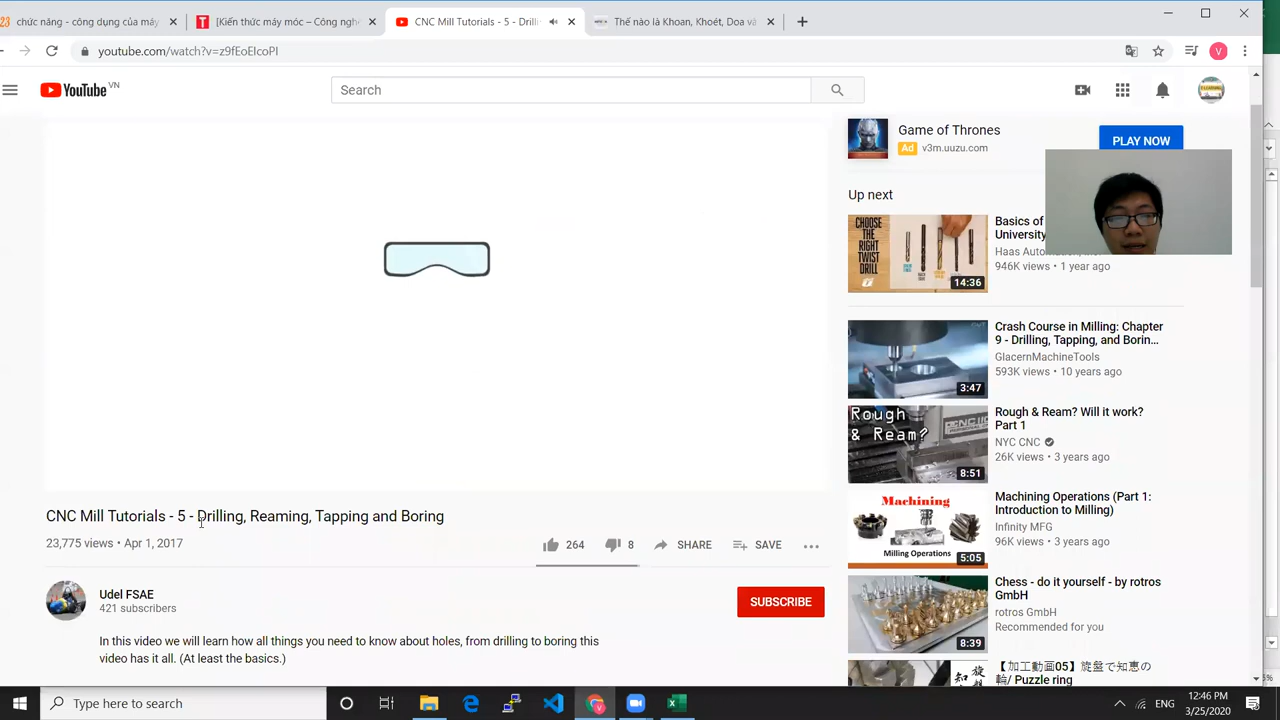 23
chức năng - công dụng của máy
T
[Kiến thức máy móc – Công nghệ
CNC Mill Tutorials - 5 - Drilli
Thế nào là Khoan, Khoét, Doa và
youtube.com/watch?v=z9fEoEIcoPI
V
YouTube VN
Search
Game of Thrones
Ad v3m.uuzu.com
PLAY NOW
Up next
CHOOSE
THE
RIGHT
TWIST
DRILL
14:36
Basics of
University
Haas Automation, Inc.
946K views • 1 year ago
3:47
Crash Course in Milling: Chapter
9 - Drilling, Tapping, and Borin...
GlacernMachineTools
593K views • 10 years ago
Rough
& Ream?
8:51
Rough & Ream? Will it work?
Part 1
NYC CNC
26K views • 3 years ago
Machining
Milling Operations
5:05
Machining Operations (Part 1:
Introduction to Milling)
Infinity MFG
96K views • 3 years ago
8:39
Chess - do it yourself - by rotros
GmbH
rotros GmbH
Recommended for you
【加工動画05】旋盤で知恵の
輪/ Puzzle ring
CNC Mill Tutorials - 5 - Drilling, Reaming, Tapping and Boring
23,775 views • Apr 1, 2017
264
8
SHARE
SAVE
Udel FSAE
421 subscribers
SUBSCRIBE
In this video we will learn how all things you need to know about holes, from drilling to boring this
video has it all. (At least the basics.)
Type here to search
ENG
12:46 PM
3/25/2020